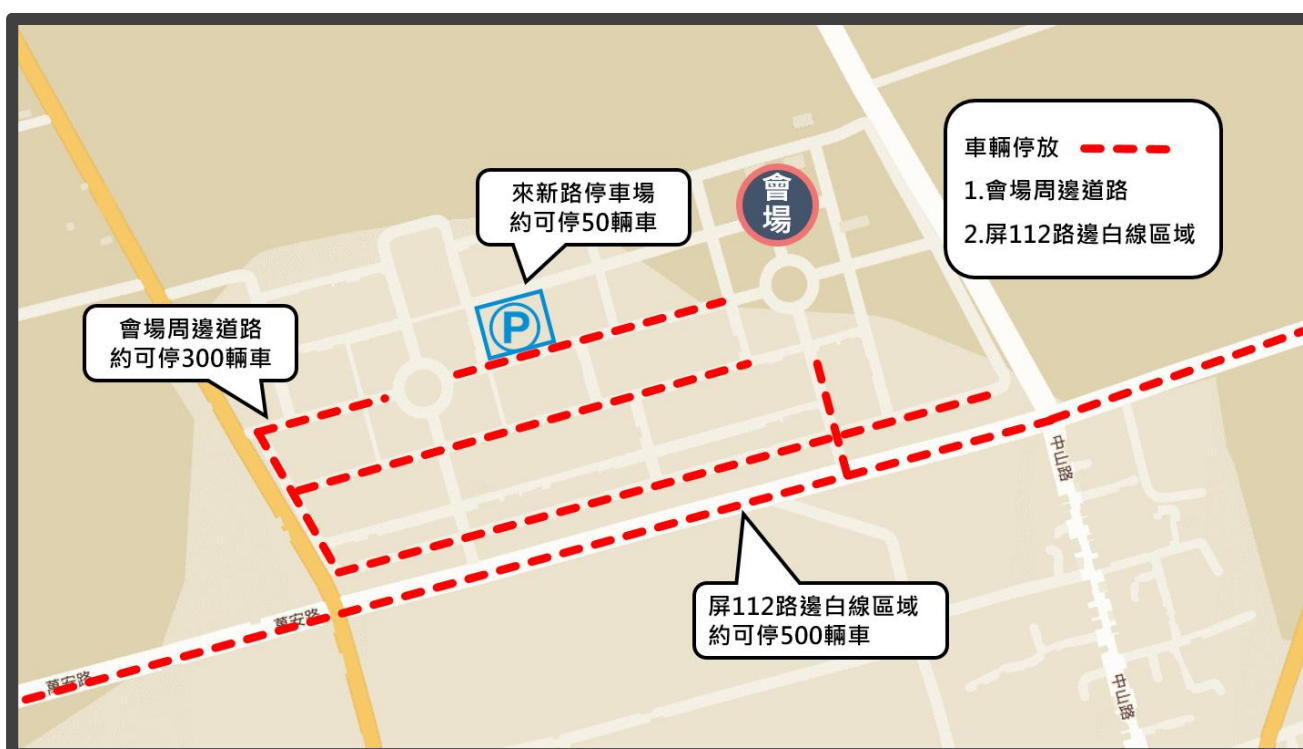 車輛停放
1.會場周邊道路
2.屏112路邊白線區域
會場
來新路停車場
約可停50輛車
P
會場周邊道路
約可停300輛車
中山路
屏112路邊白線區域
約可停500輛車
萬安路
萬安路
中山路